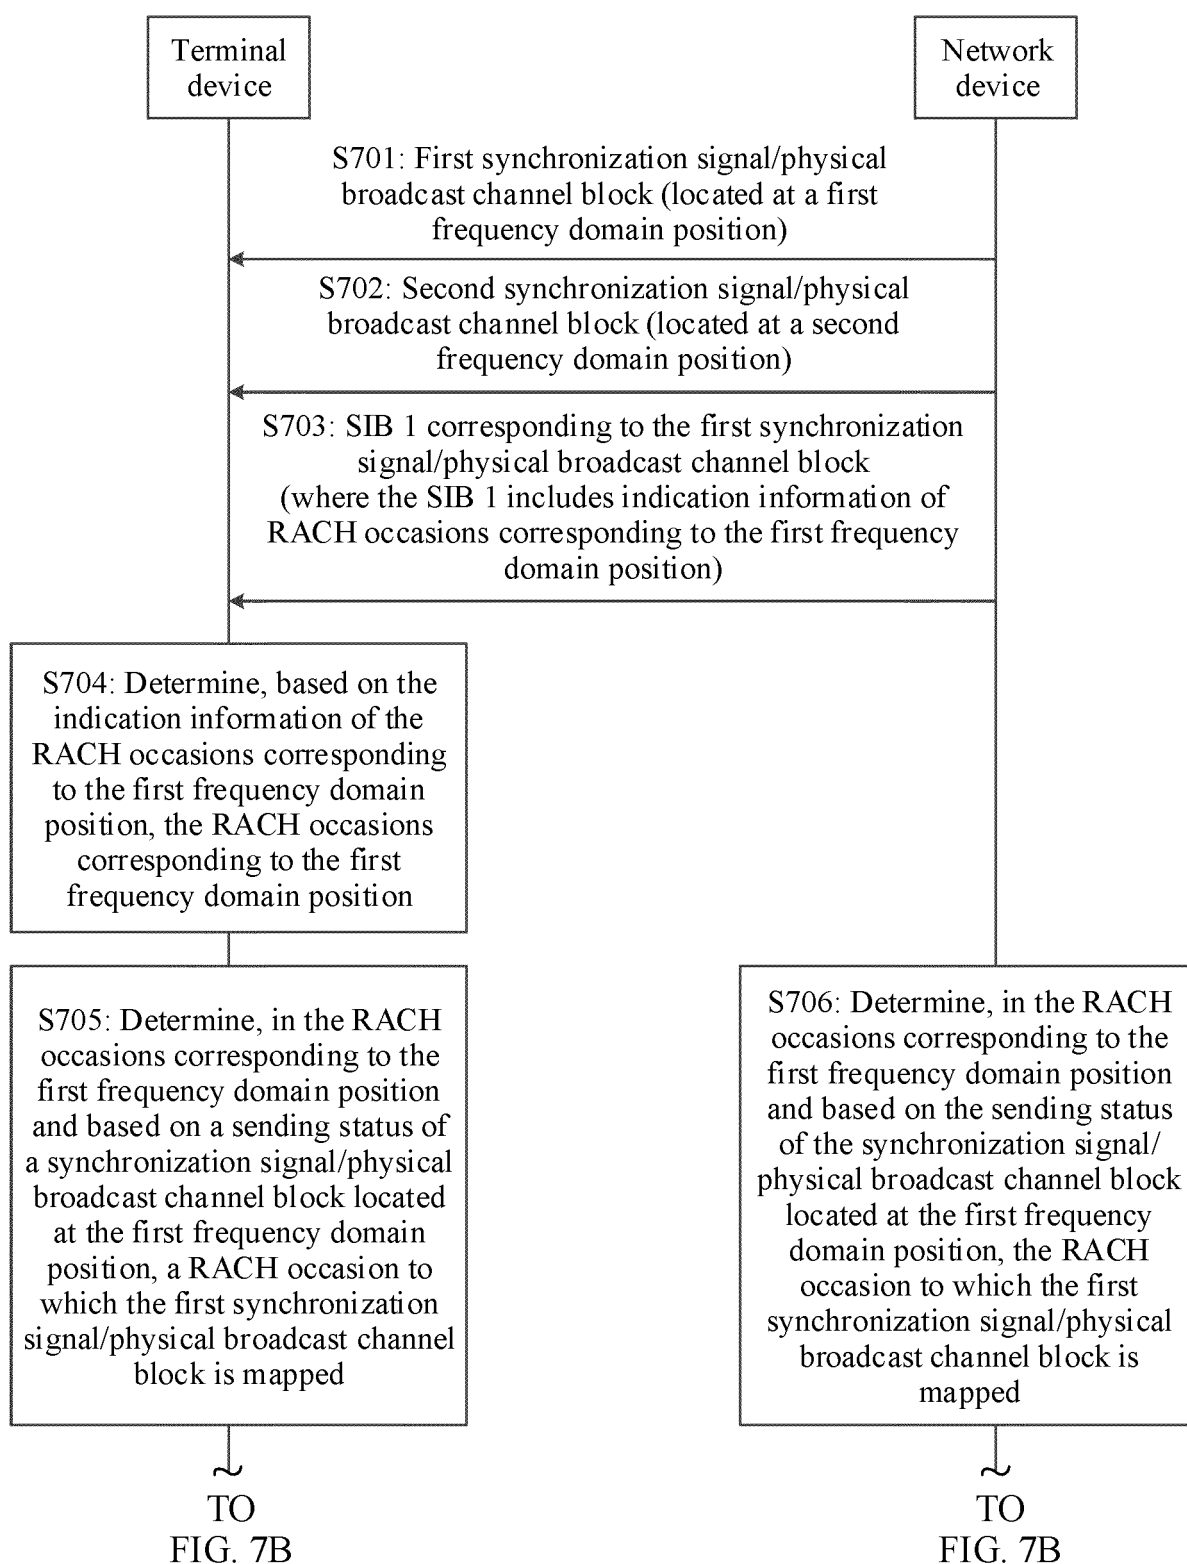 Terminal
device
Network
device
S701: First synchronization signal/physical
broadcast channel block (located at a first
frequency domain position)
S702: Second synchronization signal/physical
broadcast channel block (located at a second
frequency domain position)
S703: SIB 1 corresponding to the first synchronization
signal/physical broadcast channel block
(where the SIB 1 includes indication information of
RACH occasions corresponding to the first frequency
domain position)
S704: Determine, based on the
indication information of the
RACH occasions corresponding
to the first frequency domain
position, the RACH occasions
corresponding to the first
frequency domain position
S705: Determine, in the RACH
occasions corresponding to the
first frequency domain position
and based on a sending status of
a synchronization signal/physical
broadcast channel block located
at the first frequency domain
position, a RACH occasion to
which the first synchronization
signal/physical broadcast channel
block is mapped
S706: Determine, in the RACH
occasions corresponding to the
first frequency domain position
and based on the sending status
of the synchronization signal/
physical broadcast channel block
located at the first frequency
domain position, the RACH
occasion to which the first
synchronization signal/physical
broadcast channel block is
mapped
TO
FIG. 7B
TO
FIG. 7B